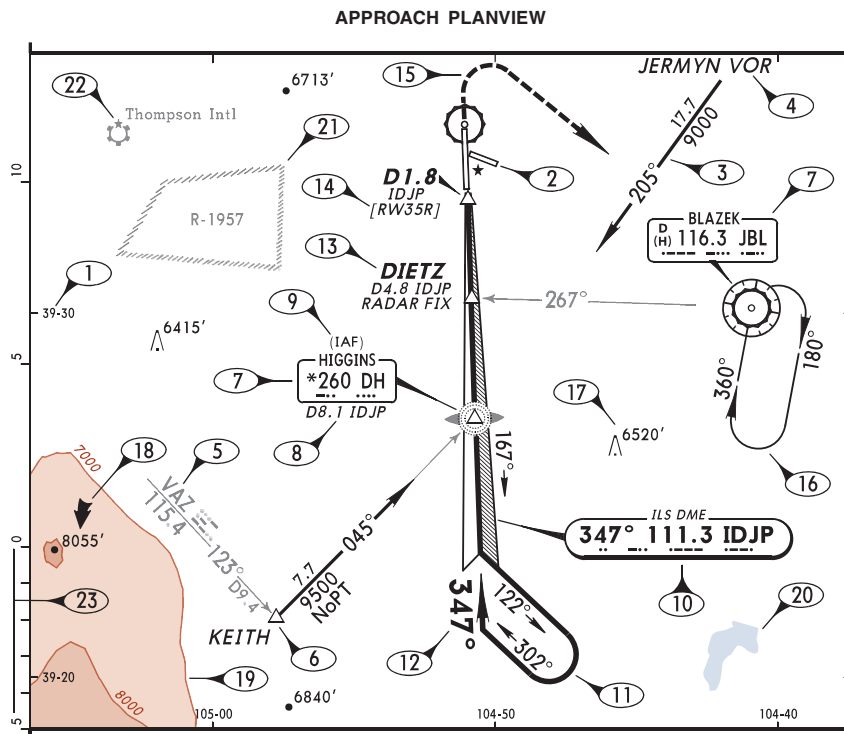 APPROACH PLANVIEW
22
Thompson Intl
6713'
15
JERMYN VOR
4
17.7
9000
205°
3
21
10
R-1957
D1.8
IDJP
[RW35R]
14
2
7
BLAZEK
D
(H) 116.3 JBL
13
DIETZ
D4.8 IDJP
RADAR FIX
1
39-30
267°
9
6415'
(IAF)
HIGGINS
*260 DH
D8.1 IDJP
7
8
5
360°
180°
17
6520'
16
167°
7000
18
5
VAZ
115.4
123°
D9.4
8055'
0
23
7.7
9500
NoPT
045°
ILS DME
347° 111.3 IDJP
10
KEITH
6
347°
12
122°
302°
11
20
39-20
19
8000
6840'
5
105-00
104-50
104-40